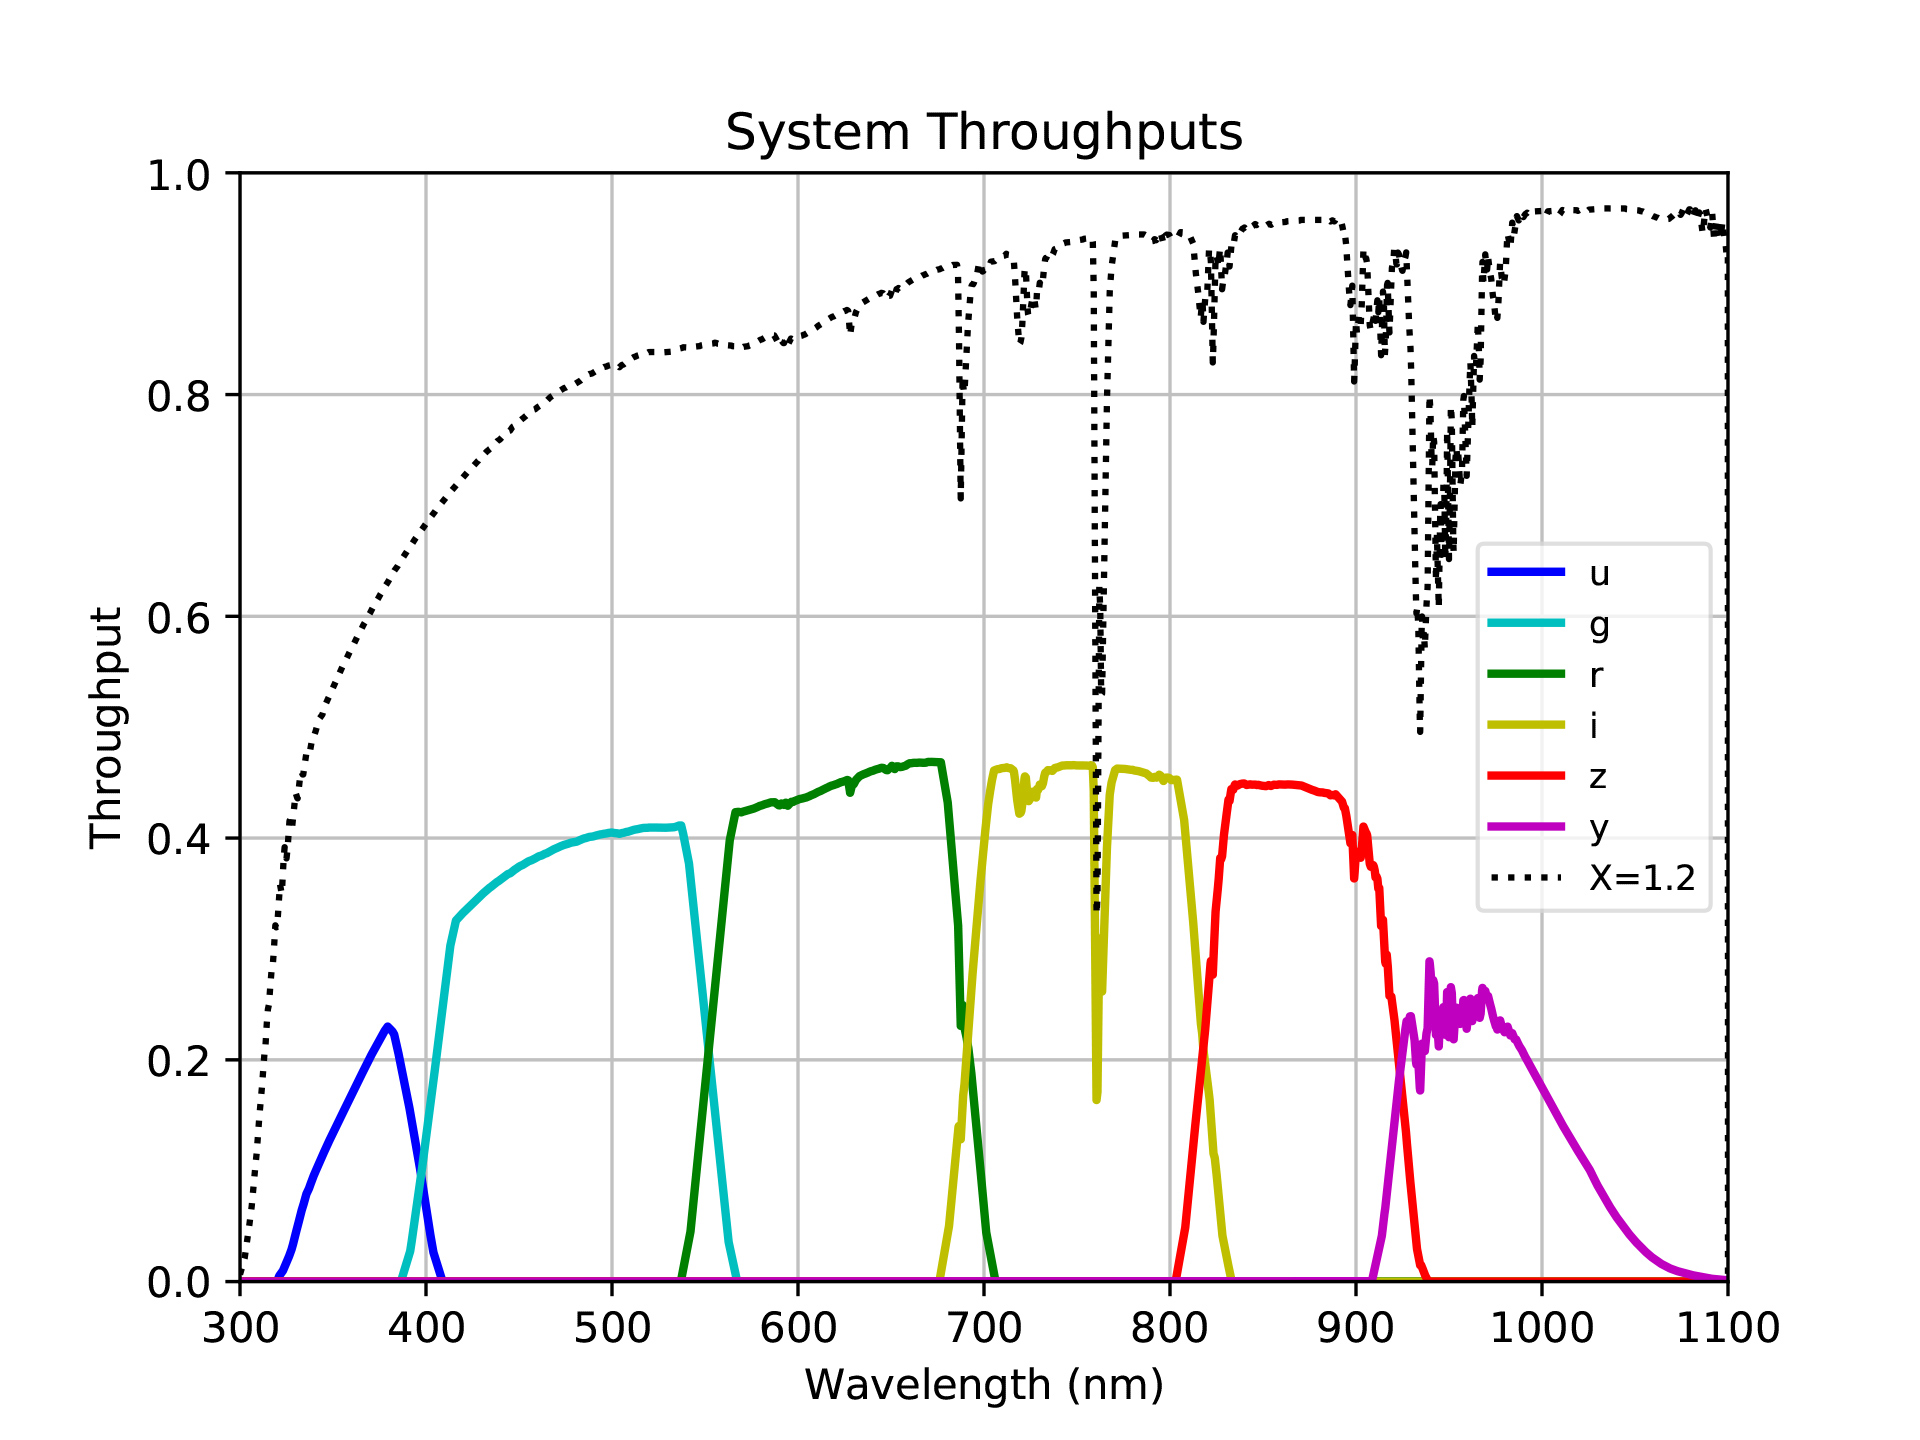 System Throughputs
1.0
0.8
0.6
0.4
0.2
0.0
Throughput
u
g
r
i
z
y
X=1.2
300 400 500 600 700 800 900 1000 1100
Wavelength (nm)